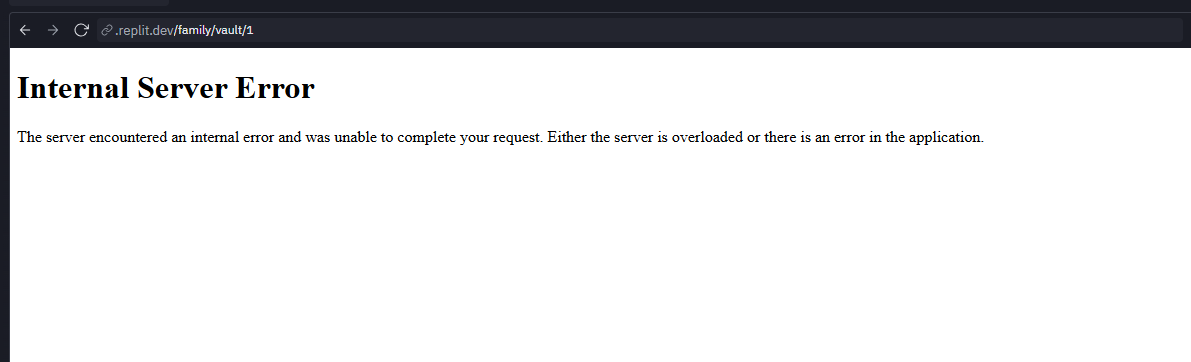 .replit.dev/family/vault/1
Internal Server Error
The server encountered an internal error and was unable to complete your request. Either the server is overloaded or there is an error in the application.